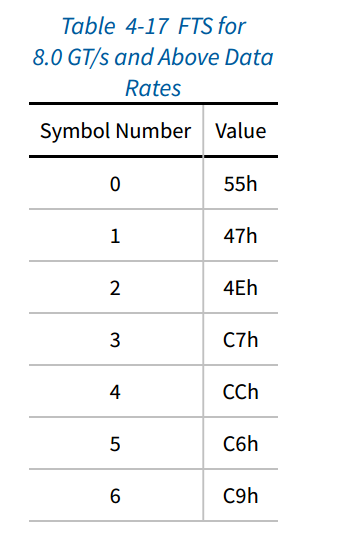 Table 4-17 FTS for
8.0 GT/s and Above Data
Rates
Symbol Number Value
0 55h
1 47h
2 4Eh
3 C7h
4 CCh
5 C6h
6 C9h